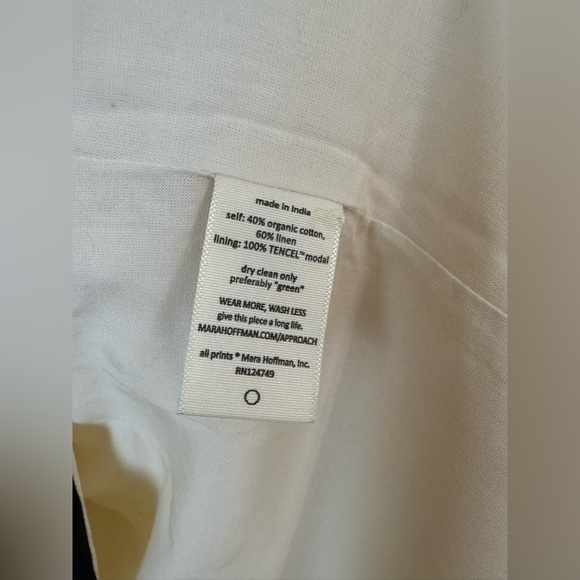 made in India
self: 40% organic cotton,
60% linen
lining: 100% TENCEL™ modal
dry clean only
preferably "green"
WEAR MORE, WASH LESS
give this piece a long life.
MARAHOFFMAN.COM/APPROACH
all prints * Mara Hoffman, Inc.
RN124749